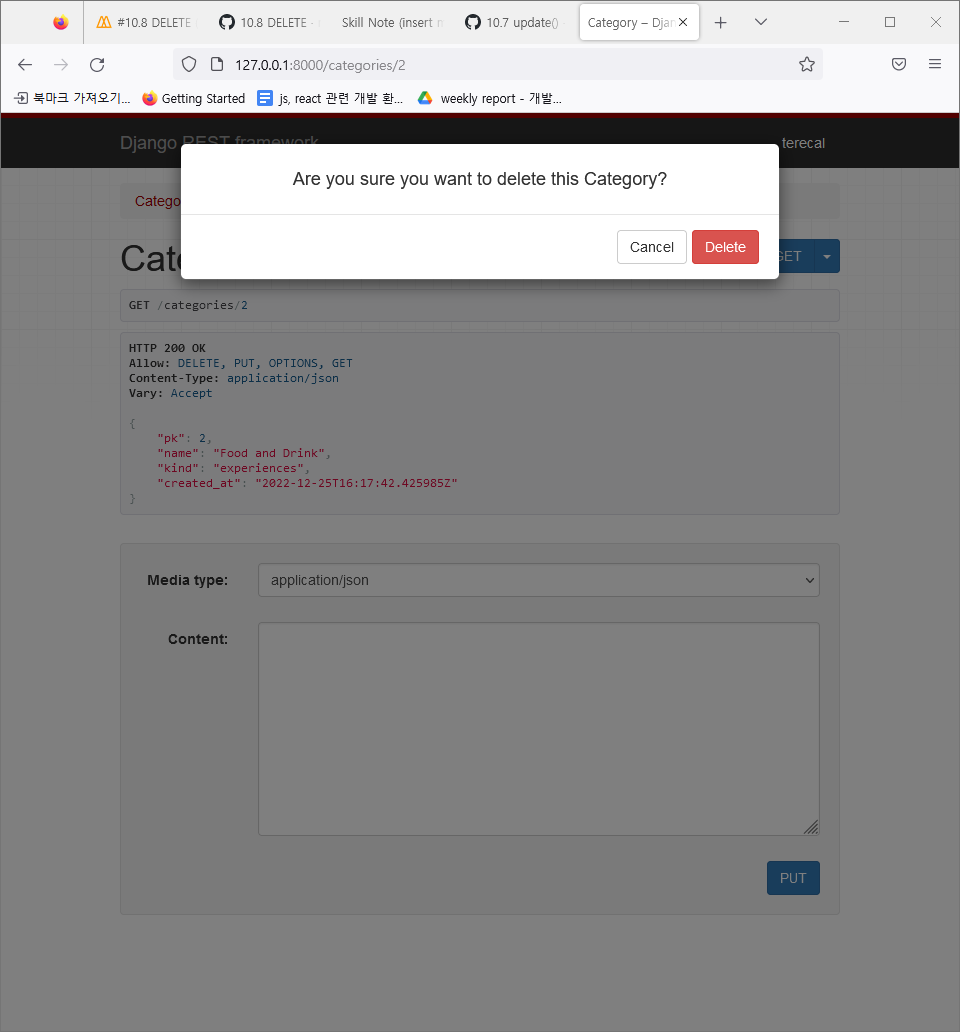 #10.8 DELETE
10.8 DELETE -
Skill Note (insert
10.7 update()
Category – Djan
127.0.0.1:8000/categories/2
북마크 가져오기...
Getting Started
js, react 관련 개발 환...
weekly report - 개발...
Django REST framework
terecal
Are you sure you want to delete this Category?
Catego
Cancel
Delete
Cat
GET
GET /categories/2
HTTP 200 OK
Allow: DELETE, PUT, OPTIONS, GET
Content-Type: application/json
Vary: Accept
{
"pk": 2,
"name": "Food and Drink",
"kind": "experiences",
"created_at": "2022-12-25T16:17:42.425985Z"
}
Media type:
application/json
Content:
PUT